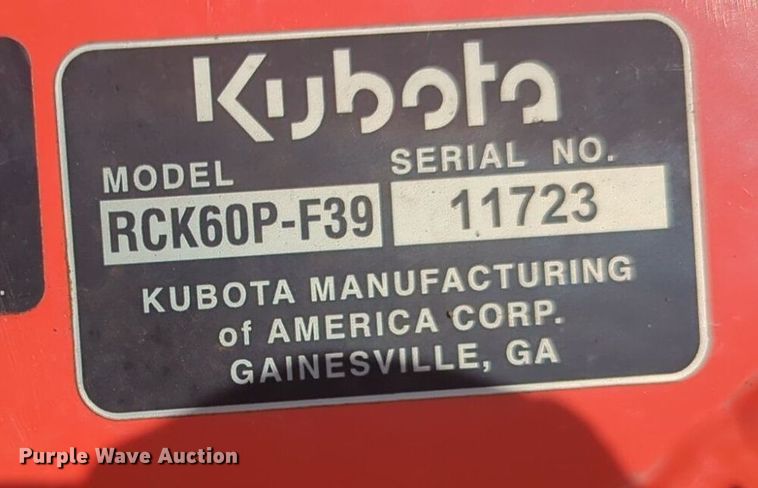 Kubota
MODEL SERIAL NO.
RCK60P-F39 11723
KUBOTA MANUFACTURING
of AMERICA CORP.
GAINESVILLE, GA
Purple Wave Auction